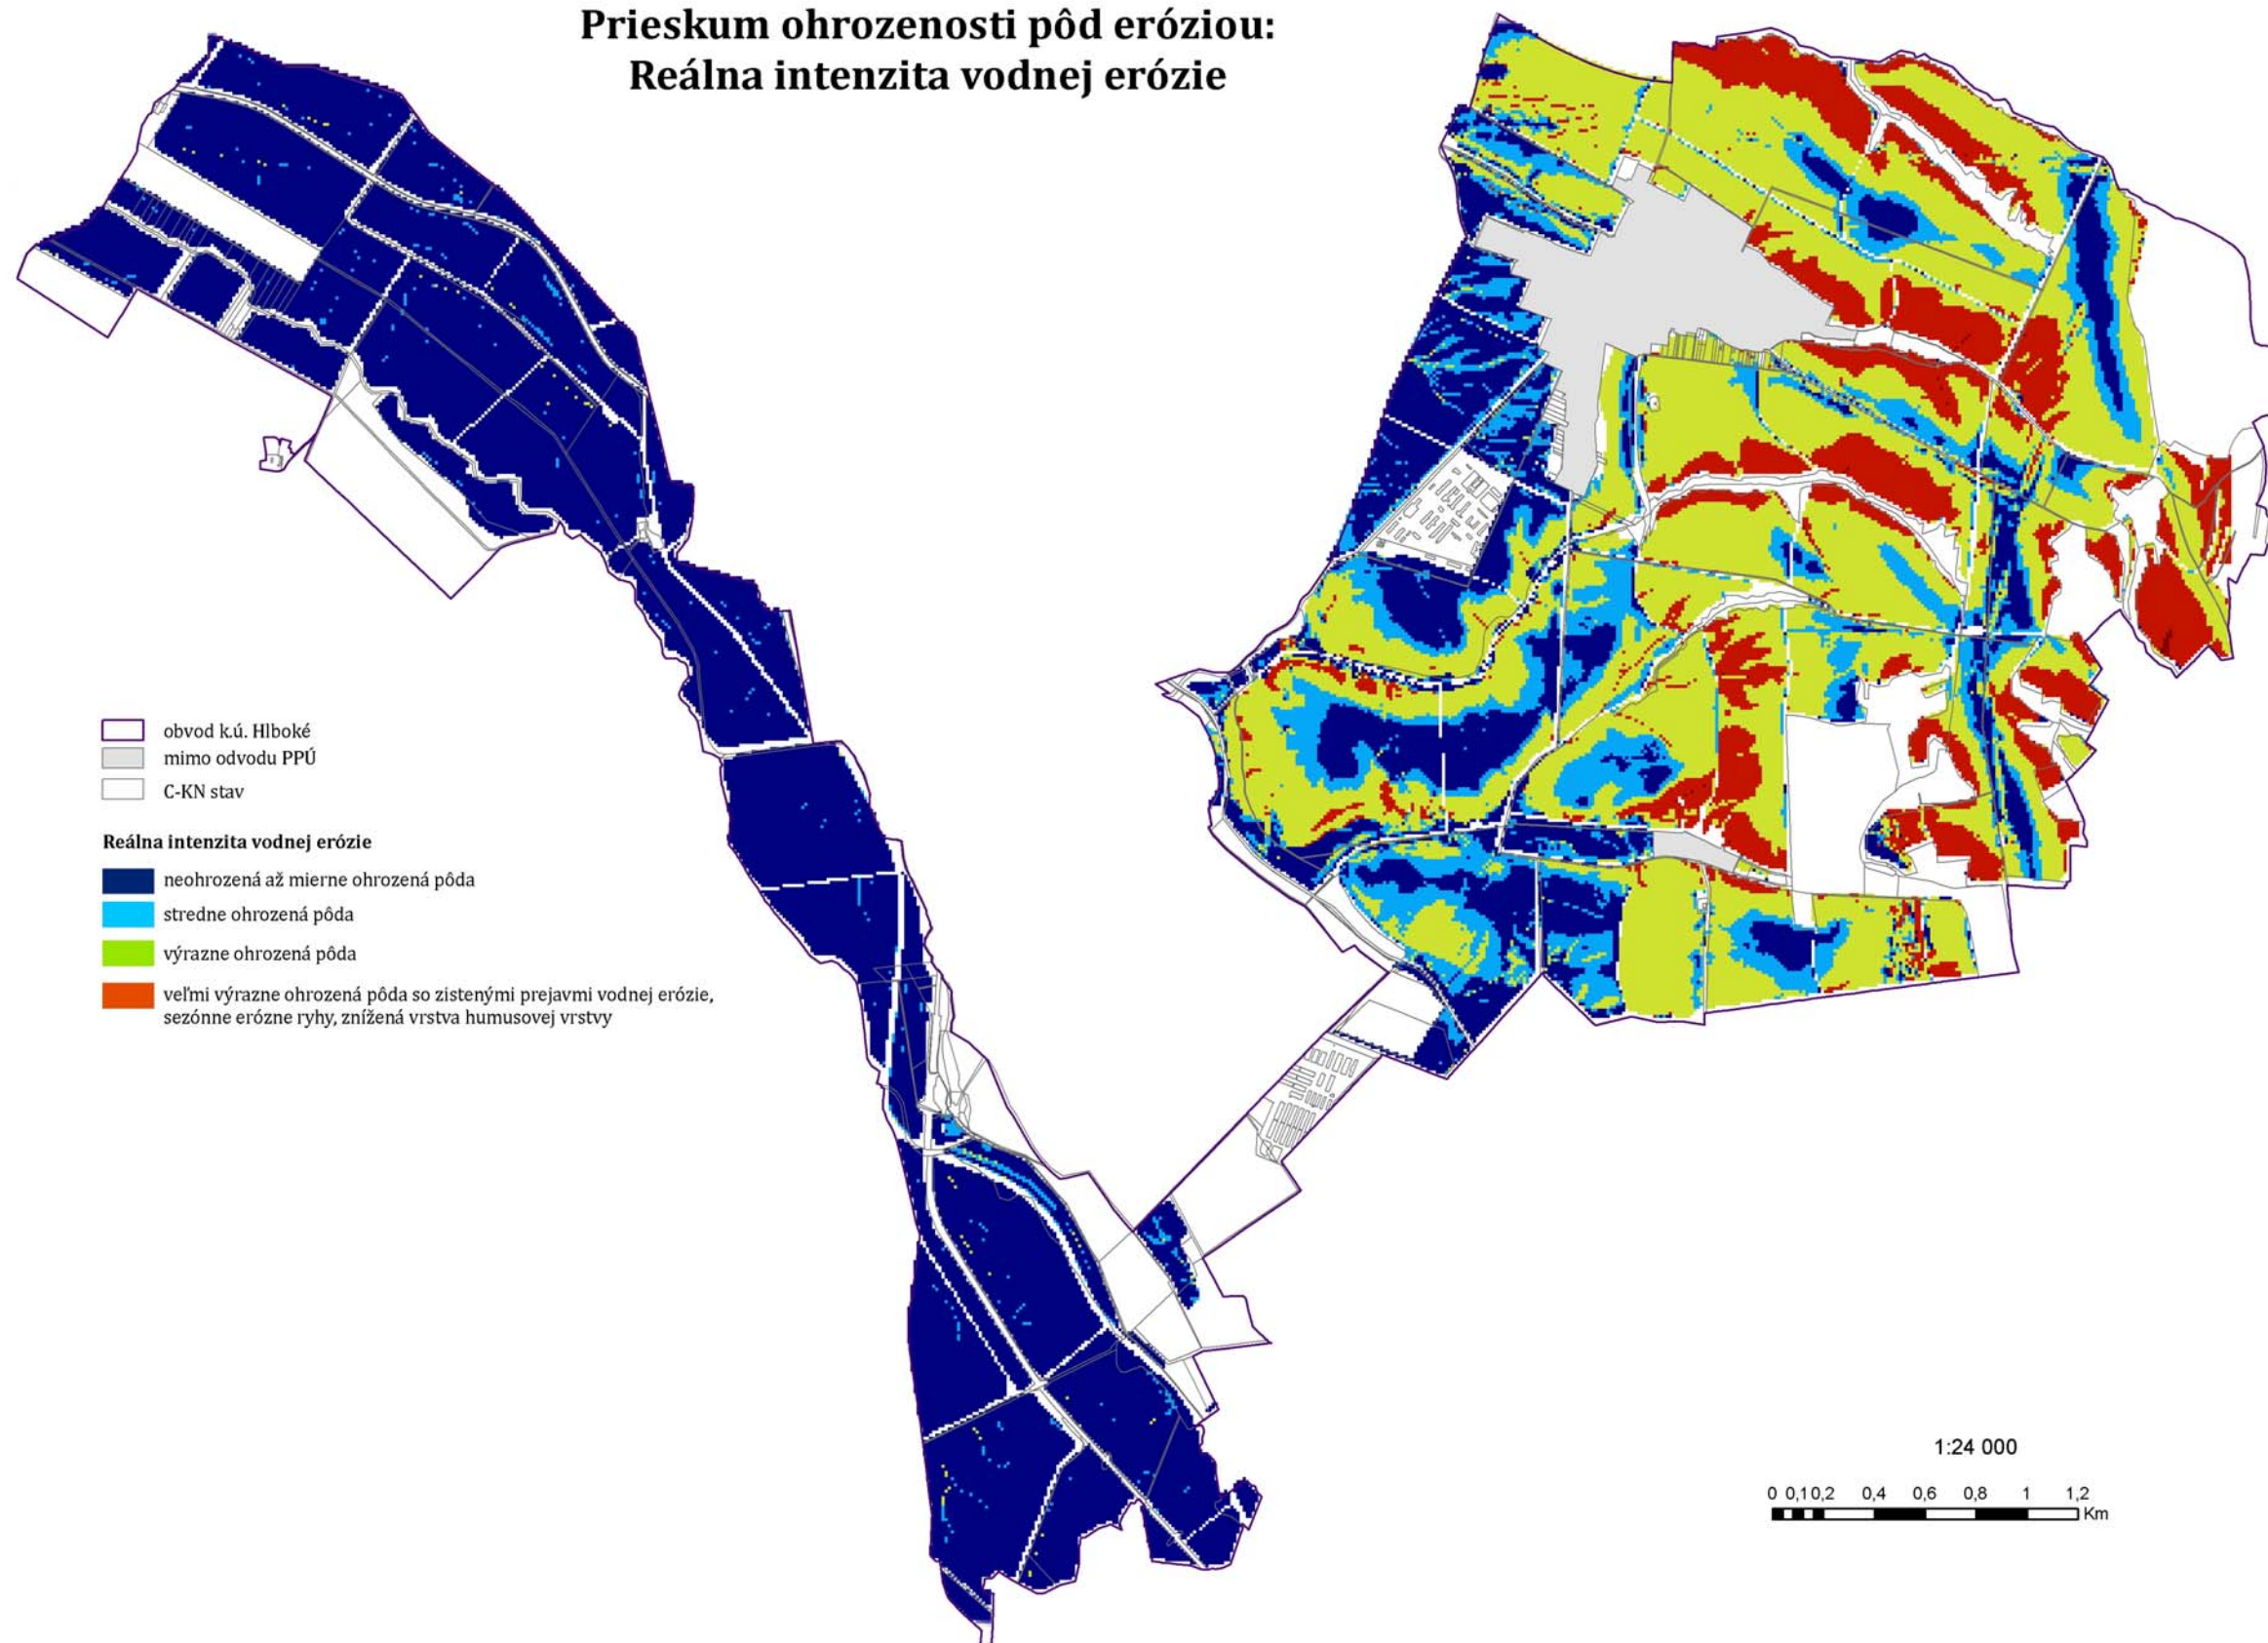 Prieskum ohrozenosti pôd eróziou:
Reálna intenzita vodnej erózie
obvod k.ú. Hlboké
mimo odvodu PPÚ
C-KN stav
Reálna intenzita vodnej erózie
neohrozená až mierne ohrozená pôda
stredne ohrozená pôda
výrazne ohrozená pôda
veľmi výrazne ohrozená pôda so zistenými prejavmi vodnej erózie,
sezónne erózne ryhy, znížená vrstva humusovej vrstvy
1:24 000
0 0,1 0,2 0,4 0,6 0,8 1 1,2
Km